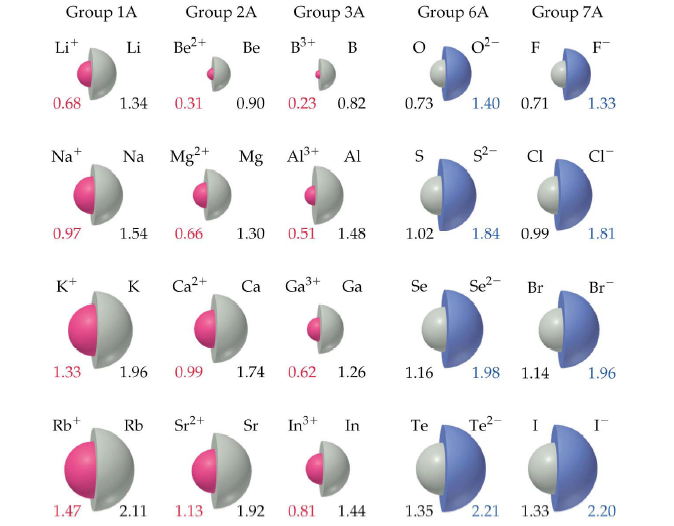 Group 1A Group 2A Group 3A Group 6A Group 7A
Li⁺ Li Be²⁺ Be B³⁺ B O O²⁻ F F⁻
0.68 1.34 0.31 0.90 0.23 0.82 0.73 1.40 0.71 1.33
Na⁺ Na Mg²⁺ Mg Al³⁺ Al S S²⁻ Cl Cl⁻
0.97 1.54 0.66 1.30 0.51 1.48 1.02 1.84 0.99 1.81
K⁺ K Ca²⁺ Ca Ga³⁺ Ga Se Se²⁻ Br Br⁻
1.33 1.96 0.99 1.74 0.62 1.26 1.16 1.98 1.14 1.96
Rb⁺ Rb Sr²⁺ Sr In³⁺ In Te Te²⁻ I I⁻
1.47 2.11 1.13 1.92 0.81 1.44 1.35 2.21 1.33 2.20